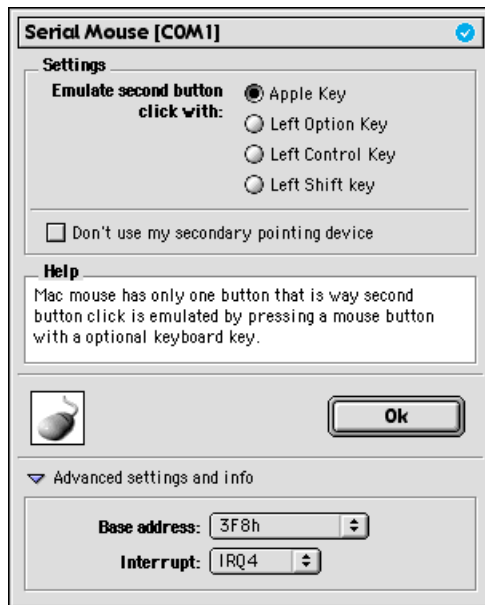 Serial Mouse [COM1]
Settings
Emulate second button
click with:
Apple Key
Left Option Key
Left Control Key
Left Shift key
Don't use my secondary pointing device
Help
Mac mouse has only one button that is way second
button click is emulated by pressing a mouse button
with a optional keyboard key.
Ok
Advanced settings and info
Base address: 3F8h
Interrupt: IRQ4